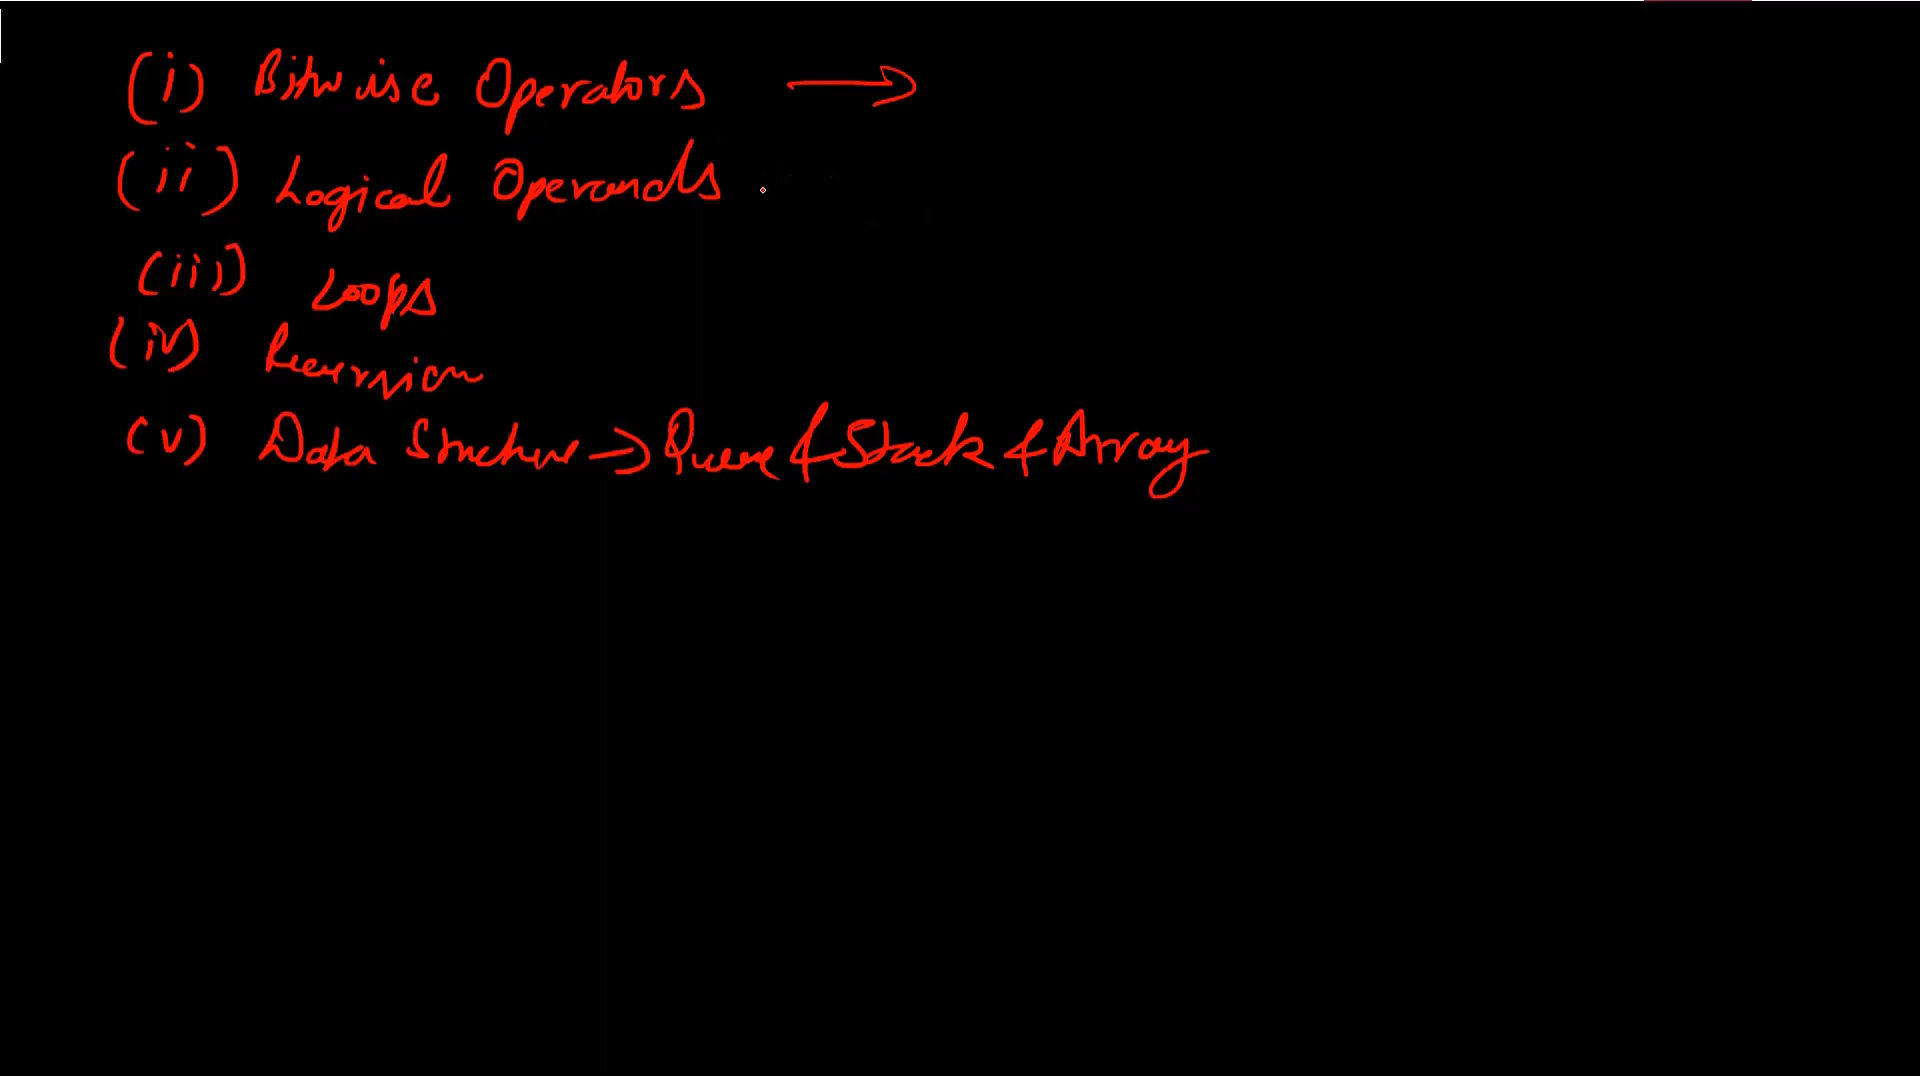 (i) Bitwise Operators →
(ii) Logical Operands
(iii) Loops
(iv) Recursion
(v) Data Structure → Queue & Stack & Array